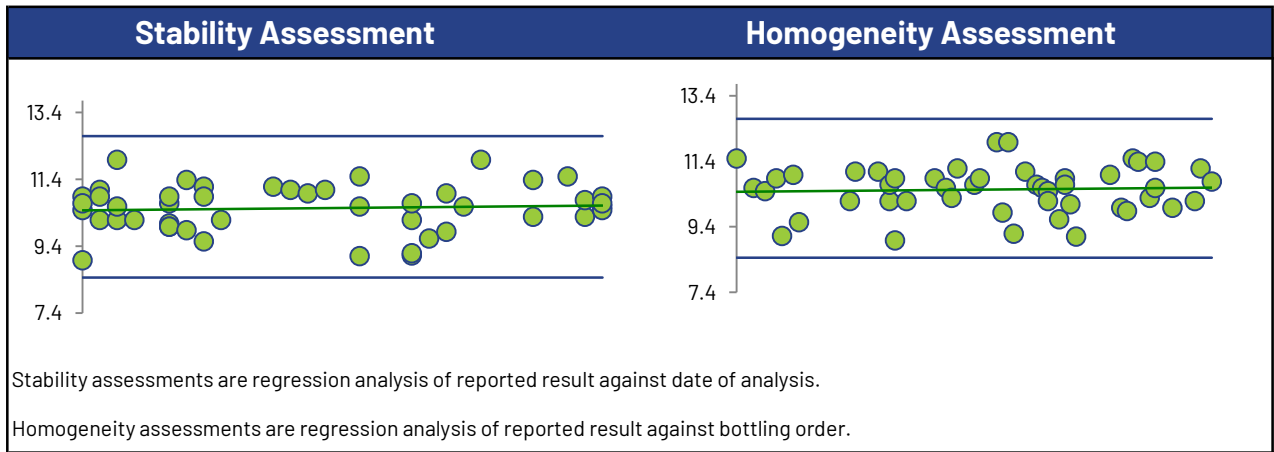 Stability Assessment
Homogeneity Assessment
13.4
11.4
9.4
7.4
13.4
11.4
9.4
7.4
Stability assessments are regression analysis of reported result against date of analysis.
Homogeneity assessments are regression analysis of reported result against bottling order.